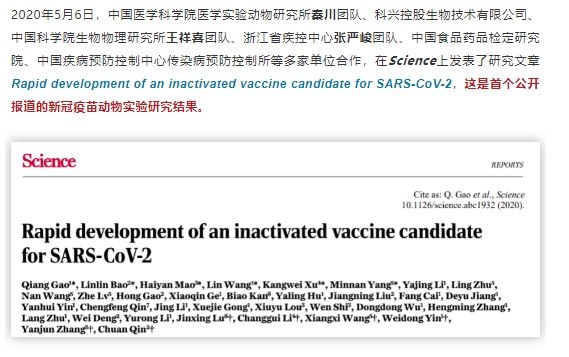 2020年5月6日，中国医学科学院医学实验动物研究所秦川团队、科兴控股生物技术有限公司、
中国科学院生物物理研究所王祥喜团队、浙江省疾控中心张严峻团队、中国食品药品检定研究
院、中国疾病预防控制中心传染病预防控制所等多家单位合作，在Science上发表了研究文章
Rapid development of an inactivated vaccine candidate for SARS-CoV-2，这是首个公开
报道的新冠疫苗动物实验研究结果。
Science
REPORTS
Cite as: Q. Gao et al., Science
10.1126/science.abc1932 (2020).
Rapid development of an inactivated vaccine candidate
for SARS-CoV-2
Qiang Gao¹*, Linlin Bao²*, Haiyan Mao³*, Lin Wang¹*, Kangwei Xu⁴*, Minnan Yang⁵*, Yajing Li¹, Ling Zhu⁵,
Nan Wang⁵, Zhe Lv⁵, Hong Gao², Xiaoqin Ge¹, Biao Kan⁶, Yaling Hu¹, Jiangning Liu², Fang Cai¹, Deyu Jiang¹,
Yanhui Yin¹, Chengfeng Qin⁷, Jing Li¹, Xuejie Gong¹, Xiuyu Lou³, Wen Shi³, Dongdong Wu¹, Hengming Zhang¹,
Lang Zhu¹, Wei Deng², Yurong Li¹, Jinxing Lu⁶†, Changgui Li⁴†, Xiangxi Wang⁵†, Weidong Yin¹†,
Yanjun Zhang³†, Chuan Qin²†